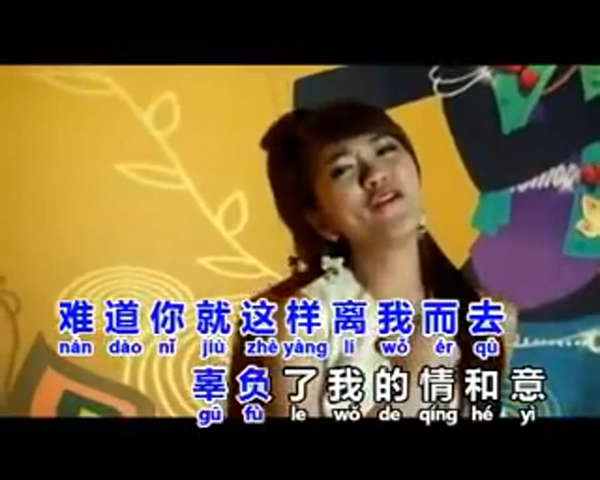 难道你就这样离我而去
nán dào nǐ jiù zhè yàng lí wǒ ér qù
辜负了我的情和意
gū fù le wǒ de qíng hé yì